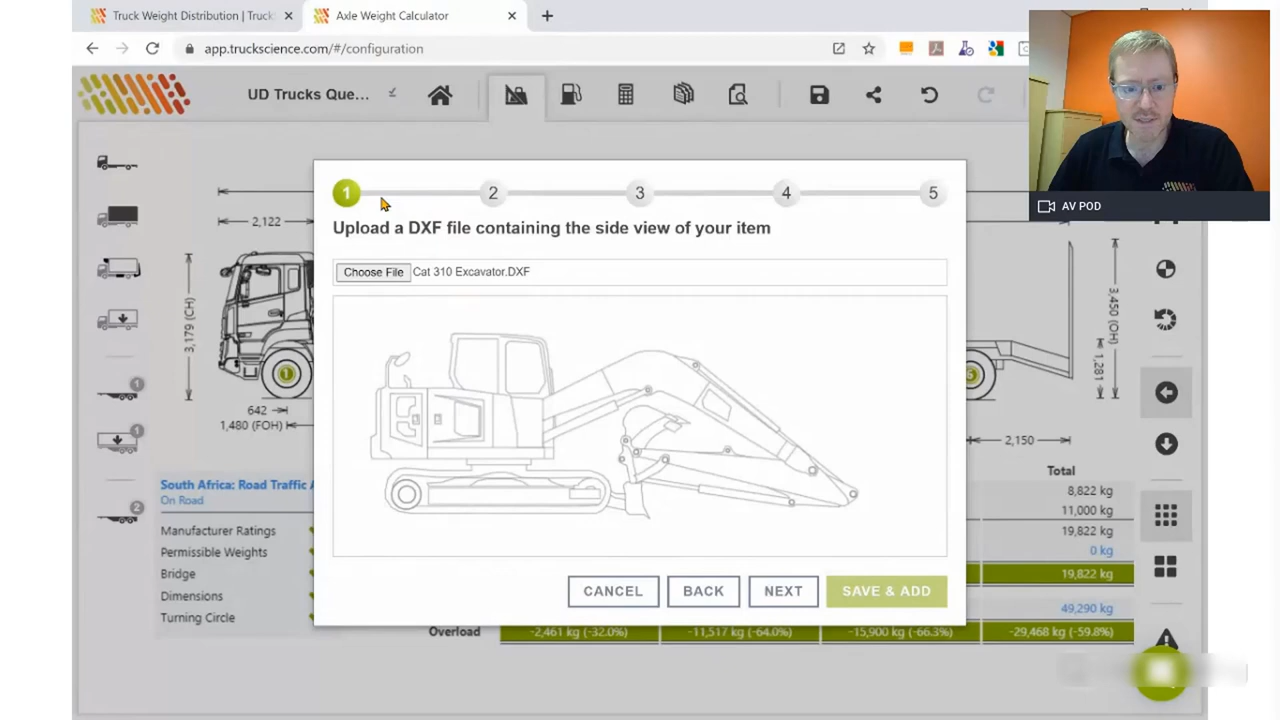 Truck Weight Distribution | Truck
Axle Weight Calculator
app.truckscience.com/#/configuration
UD Trucks Que...
AV POD
1
2
3
4
5
Upload a DXF file containing the side view of your item
Choose File Cat 310 Excavator.DXF
2,122
3,179 (CH)
3,450 (OH)
1,281
1
6
1
1
2
642
1,480 (FOH)
2,150
CANCEL
BACK
NEXT
SAVE & ADD
South Africa: Road Traffic
On Road
Manufacturer Ratings
Permissible Weights
Bridge
Dimensions
Turning Circle
Total
8,822 kg
11,000 kg
19,822 kg
0 kg
19,822 kg
49,290 kg
Overload -2,461 kg (-32.0%) -11,517 kg (-64.0%) -15,900 kg (-66.3%) -29,468 kg (-59.8%)